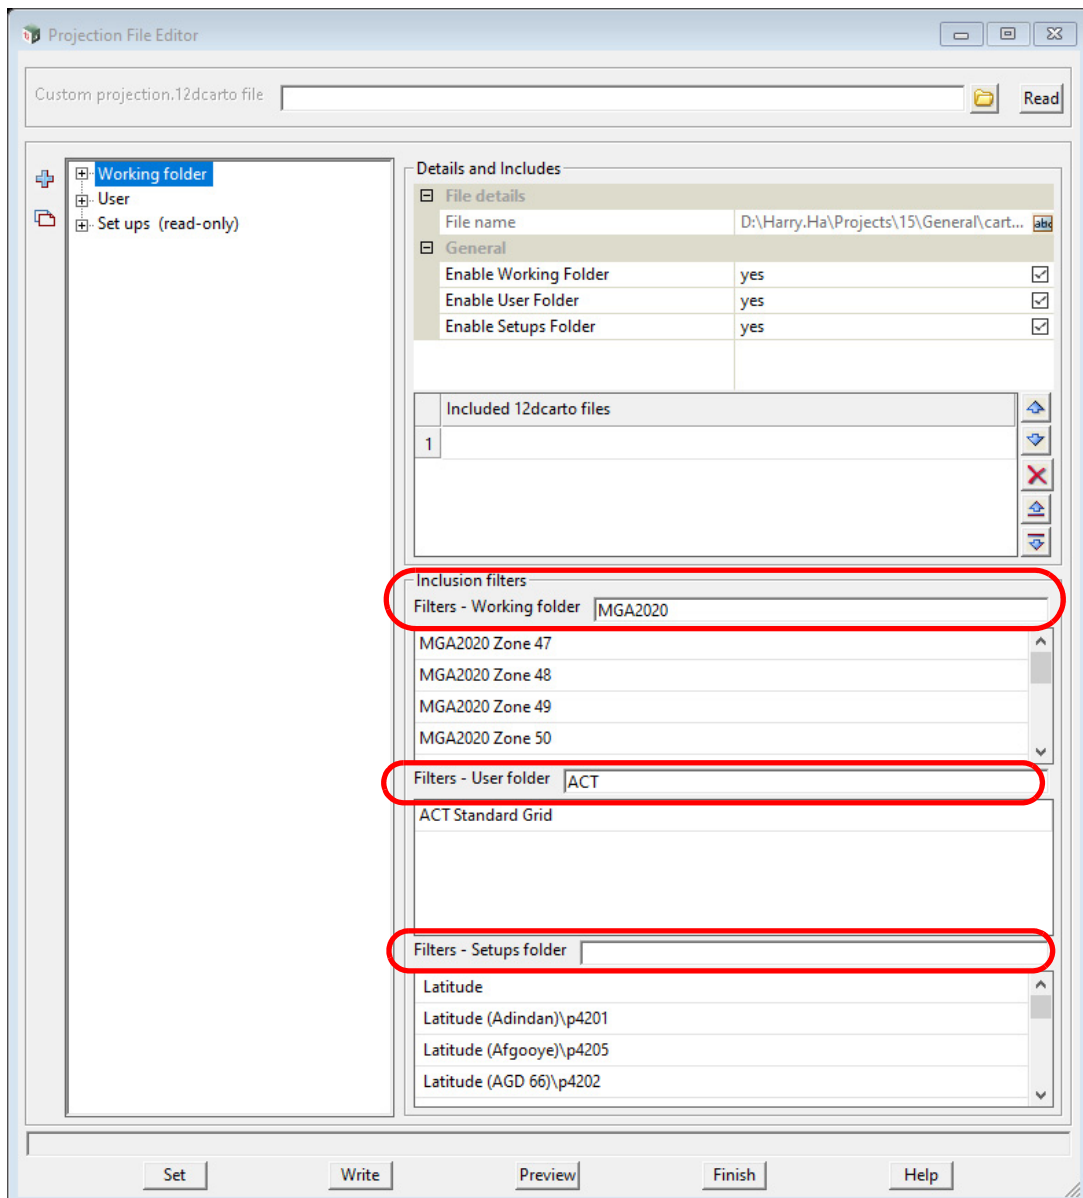 Projection File Editor
Custom projection.12dcarto file
Read
Working folder
User
Set ups (read-only)
Details and Includes
File details
File name D:\Harry.Ha\Projects\15\General\cart... abc
General
Enable Working Folder yes
Enable User Folder yes
Enable Setups Folder yes
Included 12dcarto files
1
Inclusion filters
Filters - Working folder MGA2020
MGA2020 Zone 47
MGA2020 Zone 48
MGA2020 Zone 49
MGA2020 Zone 50
Filters - User folder ACT
ACT Standard Grid
Filters - Setups folder
Latitude
Latitude (Adindan)\p4201
Latitude (Afgooye)\p4205
Latitude (AGD 66)\p4202
Set Write Preview Finish Help